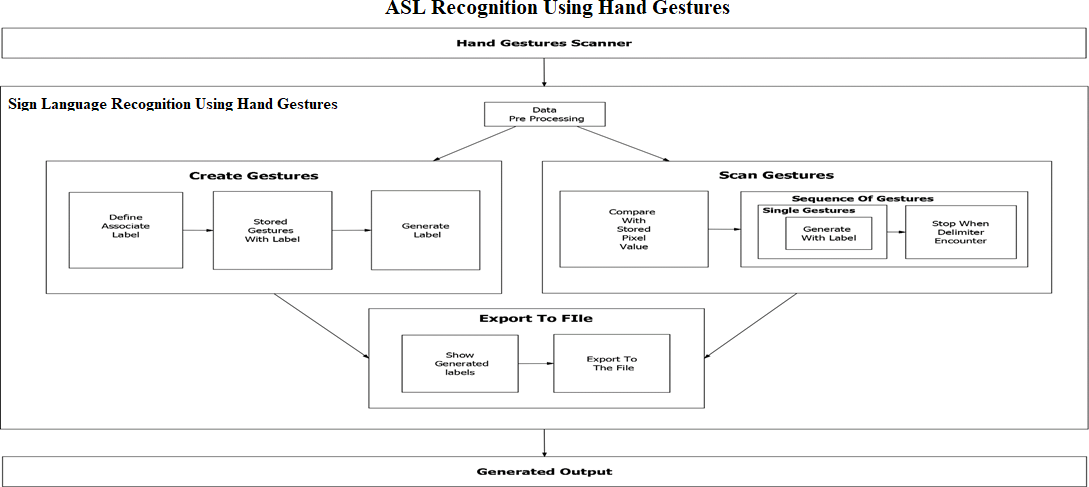 ASL Recognition Using Hand Gestures
Hand Gestures Scanner
Sign Language Recognition Using Hand Gestures
Data
Pre Processing
Create Gestures
Define
Associate
Label
Stored
Gestures
With Label
Generate
Label
Scan Gestures
Compare
With
Stored
Pixel
Value
Sequence Of Gestures
Single Gestures
Generate
With Label
Stop When
Delimiter
Encounter
Export To FIle
Show
Generated
labels
Export To
The File
Generated Output